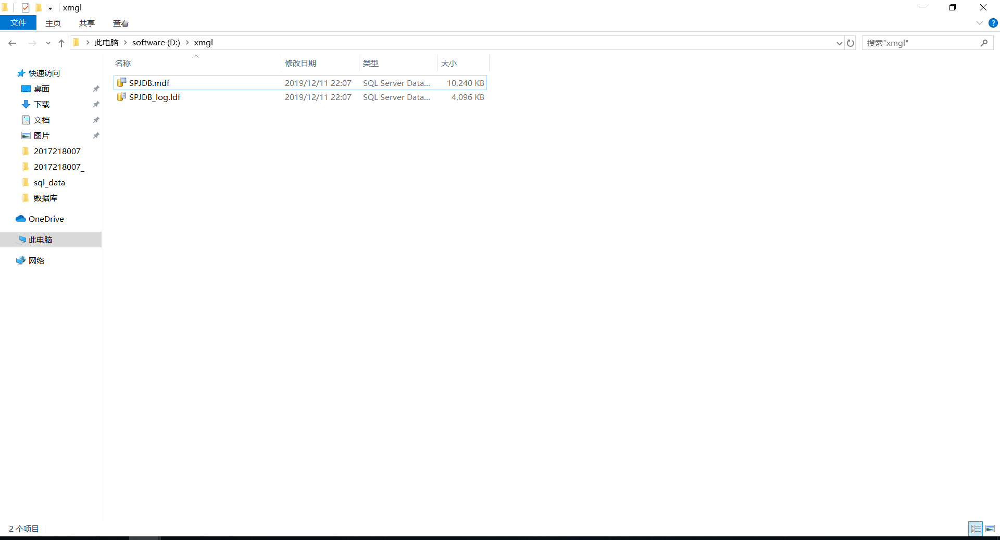 xmgl
文件 主页 共享 查看
此电脑 software (D:) xmgl
搜索"xmgl"
名称 修改日期 类型 大小
SPJDB.mdf 2019/12/11 22:07 SQL Server Data... 10,240 KB
SPJDB_log.ldf 2019/12/11 22:07 SQL Server Data... 4,096 KB
快速访问
桌面
下载
文档
图片
2017218007
2017218007_
sql_data
数据库
OneDrive
此电脑
网络
2 个项目